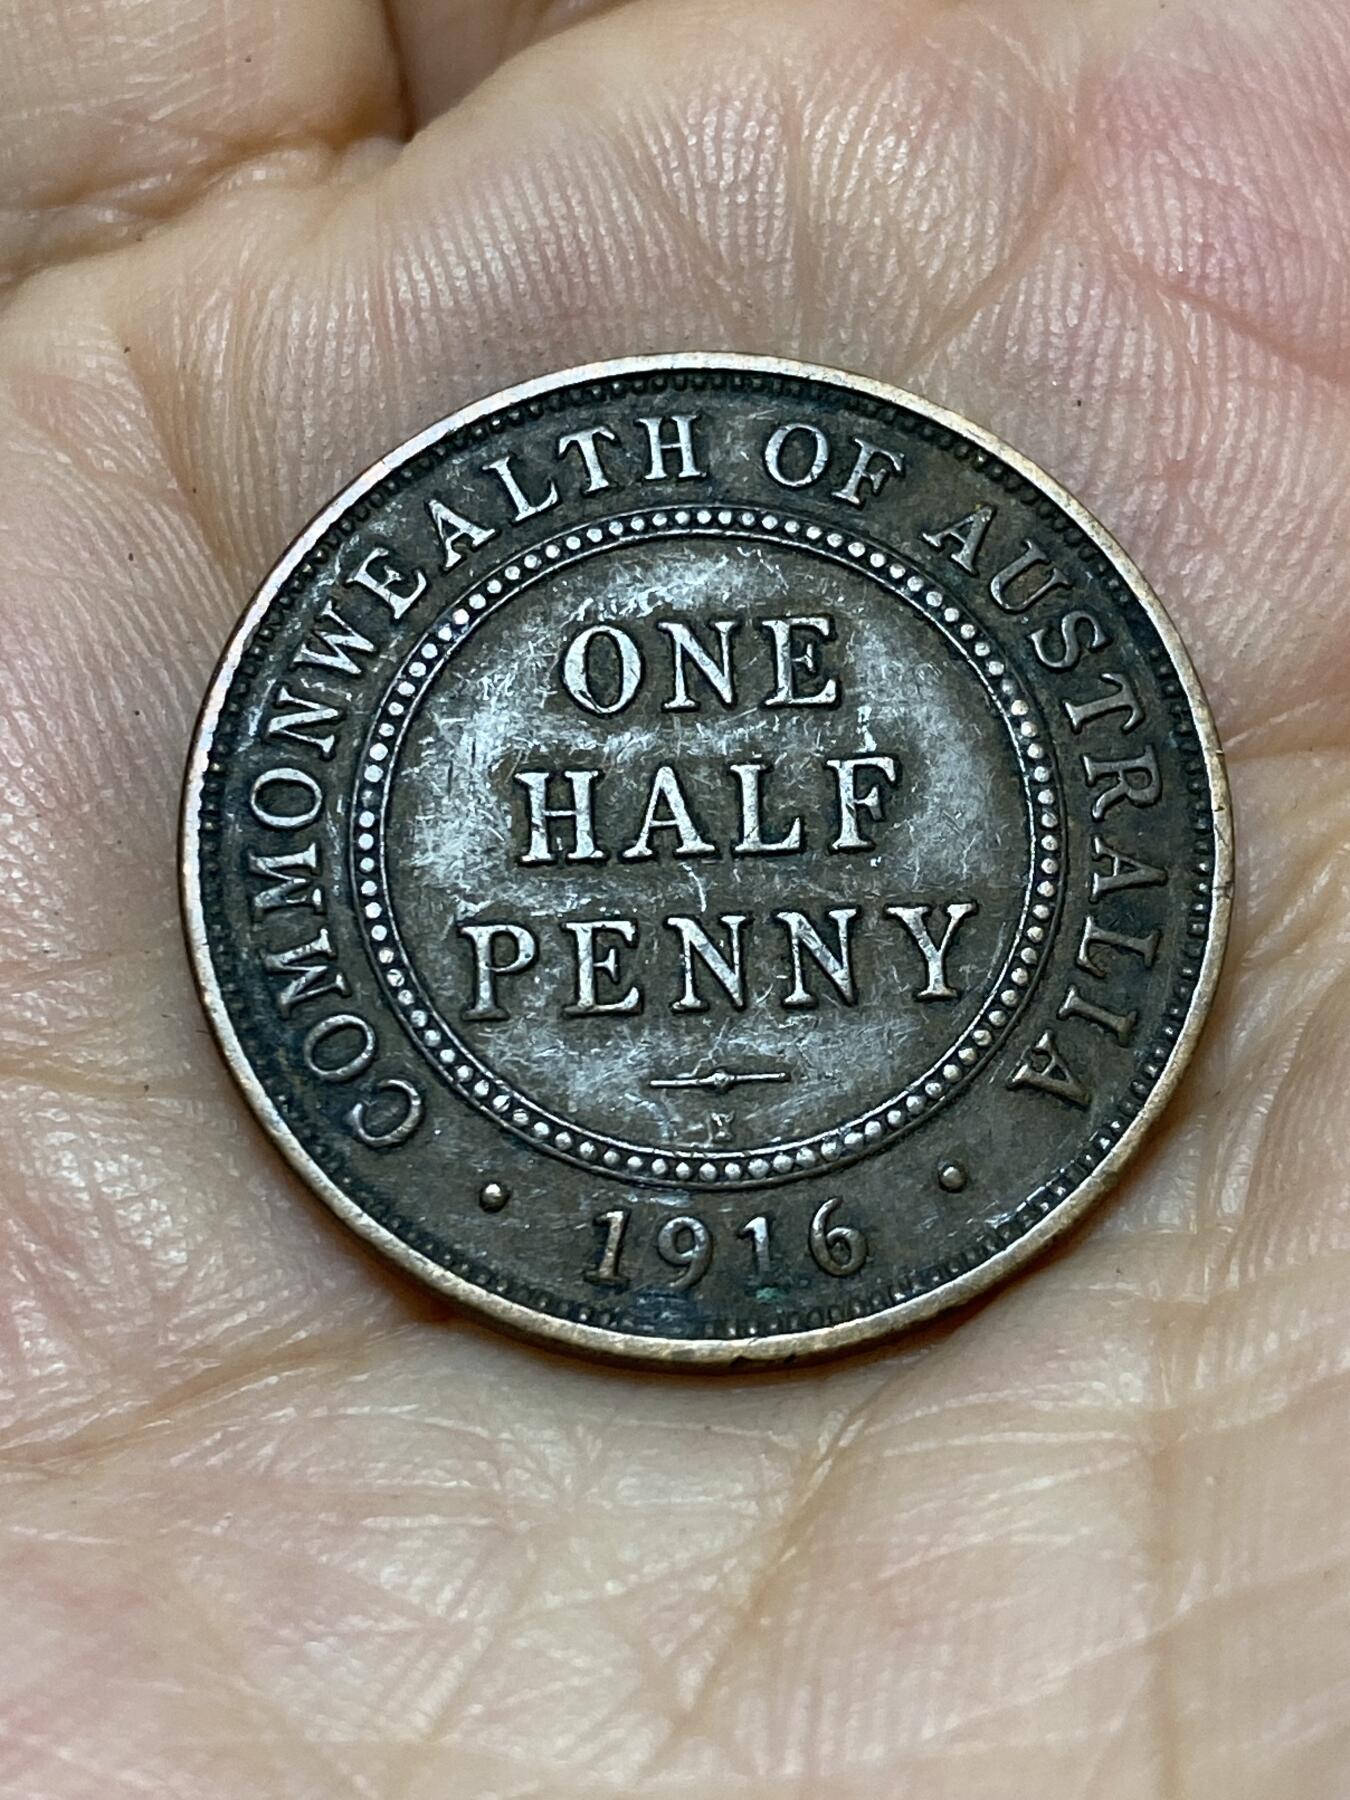 COMMONWEALTH OF AUSTRALIA
ONE
HALF
PENNY
I
· 1916 ·